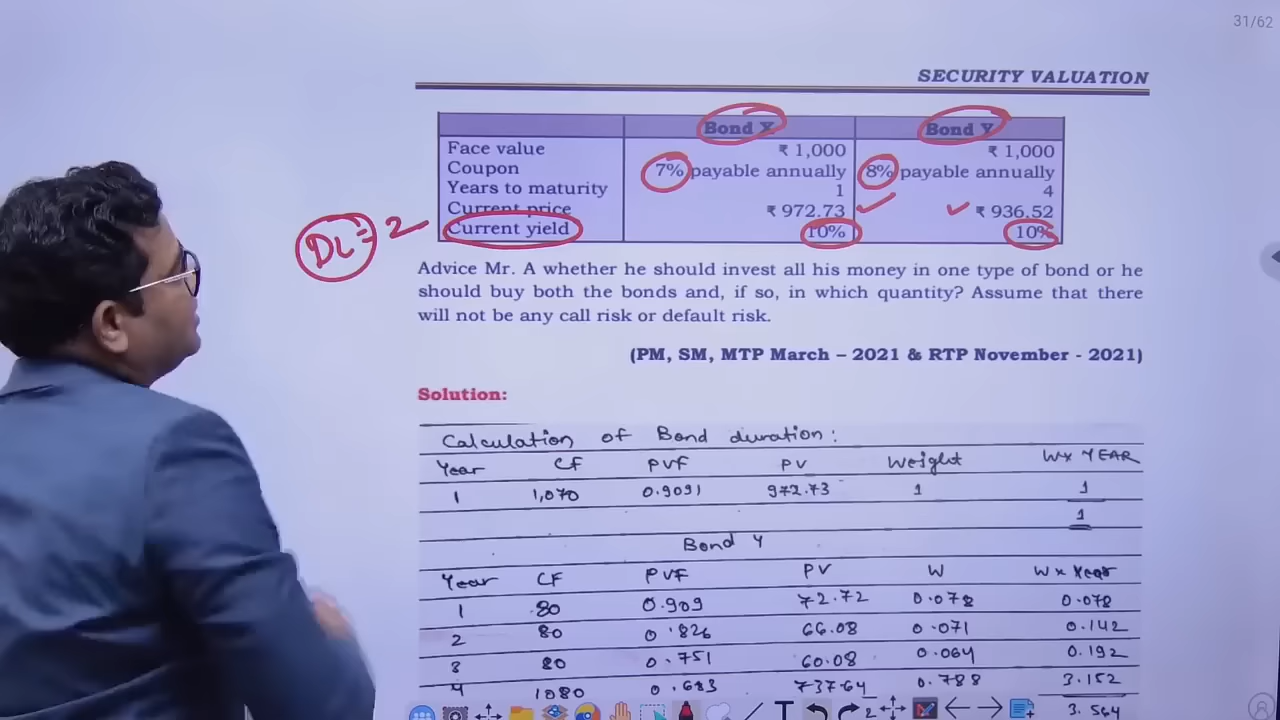 31/62
SECURITY VALUATION
Bond X Bond Y
Face value ₹ 1,000 ₹ 1,000
Coupon 7% payable annually 8% payable annually
Years to maturity 1 4
Current price ₹ 972.73 ₹ 936.52
Current yield 10% 10%
DL = 2
Advice Mr. A whether he should invest all his money in one type of bond or he
should buy both the bonds and, if so, in which quantity? Assume that there
will not be any call risk or default risk.
(PM, SM, MTP March – 2021 & RTP November - 2021)
Solution:
Calculation of Bond duration:
Year CF PVF PV Weight W× YEAR
1 1,070 0.9091 972.73 1 1
1
Bond Y
Year CF PVF PV W W× Year
1 80 0.909 72.72 0.078 0.078
2 80 0.826 66.08 0.071 0.142
3 80 0.751 60.08 0.064 0.192
4 1080 0.683 737.64 0.788 3.152
3.564